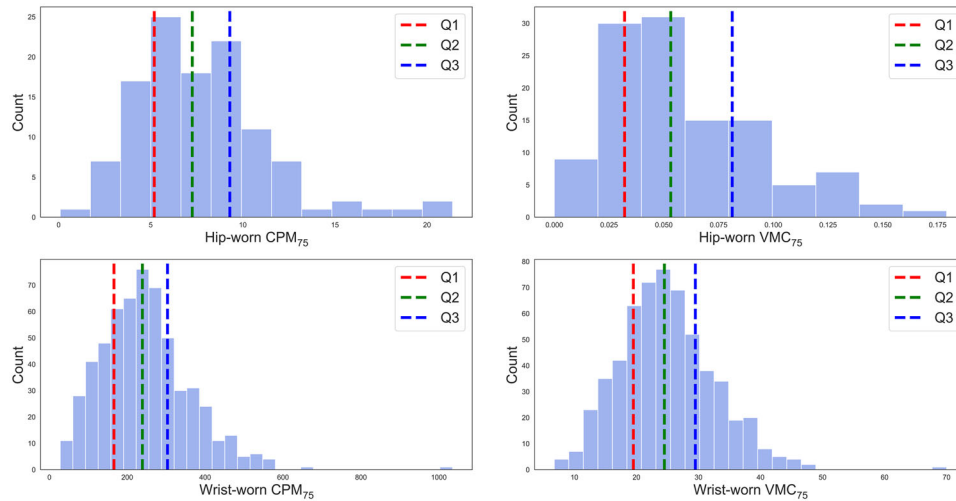 Q1
Q2
Q3
Count
25
20
15
10
5
0
0 5 10 15 20
Hip-worn CPM₇₅
Q1
Q2
Q3
Count
30
25
20
15
10
5
0
0.000 0.025 0.050 0.075 0.100 0.125 0.150 0.175
Hip-worn VMC₇₅
Q1
Q2
Q3
Count
70
60
50
40
30
20
10
0
0 200 400 600 800 1000
Wrist-worn CPM₇₅
Q1
Q2
Q3
Count
80
70
60
50
40
30
20
10
0
10 20 30 40 50 60 70
Wrist-worn VMC₇₅